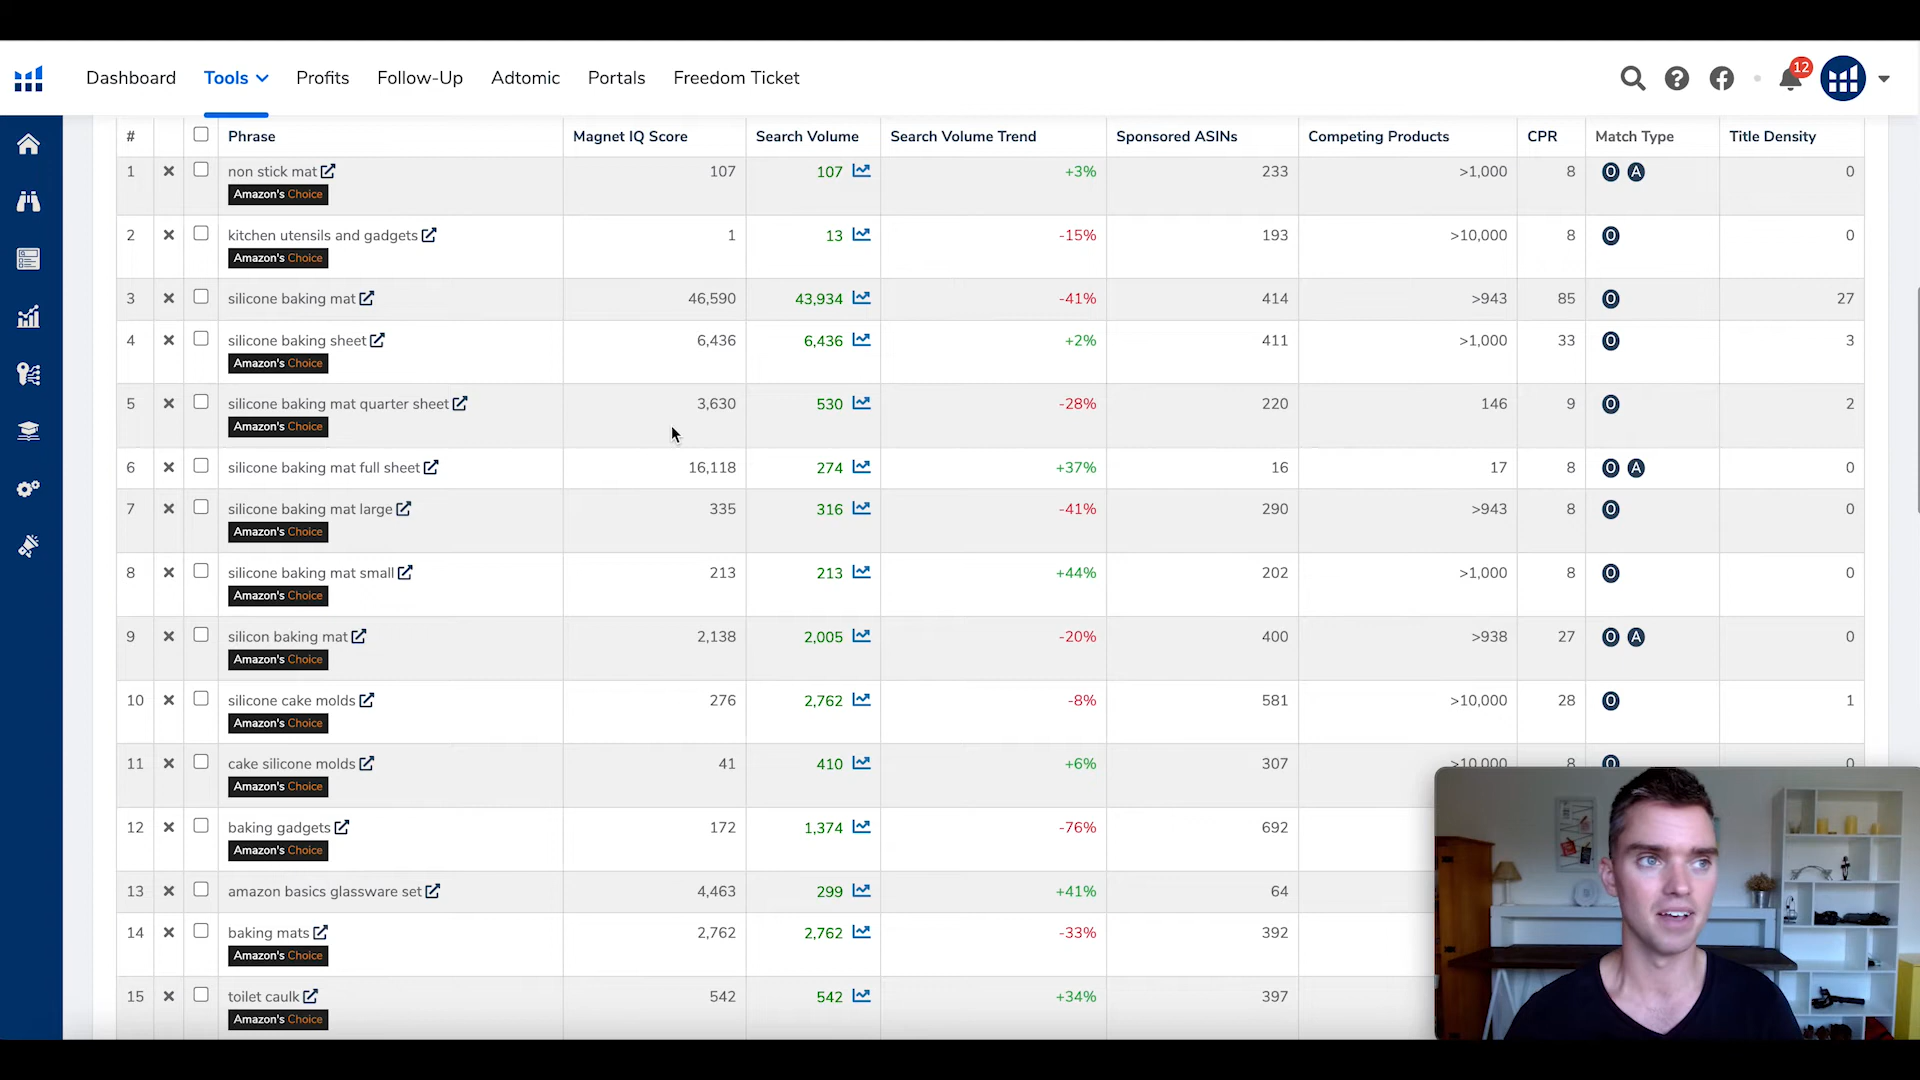 Dashboard Tools Profits Follow-Up Adtomic Portals Freedom Ticket 12
# Phrase Magnet IQ Score Search Volume Search Volume Trend Sponsored ASINs Competing Products CPR Match Type Title Density
1 non stick mat 107 107 +3% 233 >1,000 8 O A 0
Amazon's Choice
2 kitchen utensils and gadgets 1 13 -15% 193 >10,000 8 O 0
Amazon's Choice
3 silicone baking mat 46,590 43,934 -41% 414 >943 85 O 27
4 silicone baking sheet 6,436 6,436 +2% 411 >1,000 33 O 3
Amazon's Choice
5 silicone baking mat quarter sheet 3,630 530 -28% 220 146 9 O 2
Amazon's Choice
6 silicone baking mat full sheet 16,118 274 +37% 16 17 8 O A 0
7 silicone baking mat large 335 316 -41% 290 >943 8 O 0
Amazon's Choice
8 silicone baking mat small 213 213 +44% 202 >1,000 8 O 0
Amazon's Choice
9 silicon baking mat 2,138 2,005 -20% 400 >938 27 O A 0
Amazon's Choice
10 silicone cake molds 276 2,762 -8% 581 >10,000 28 O 1
Amazon's Choice
11 cake silicone molds 41 410 +6% 307 >10,000 8 O 0
Amazon's Choice
12 baking gadgets 172 1,374 -76% 692
Amazon's Choice
13 amazon basics glassware set 4,463 299 +41% 64
14 baking mats 2,762 2,762 -33% 392
Amazon's Choice
15 toilet caulk 542 542 +34% 397
Amazon's Choice